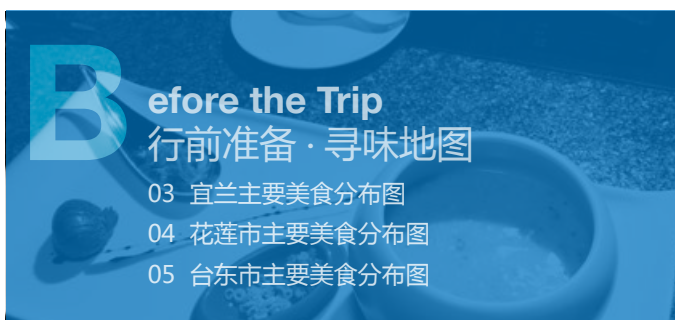 Before the Trip
行前准备 · 寻味地图
03 宜兰主要美食分布图
04 花莲市主要美食分布图
05 台东市主要美食分布图